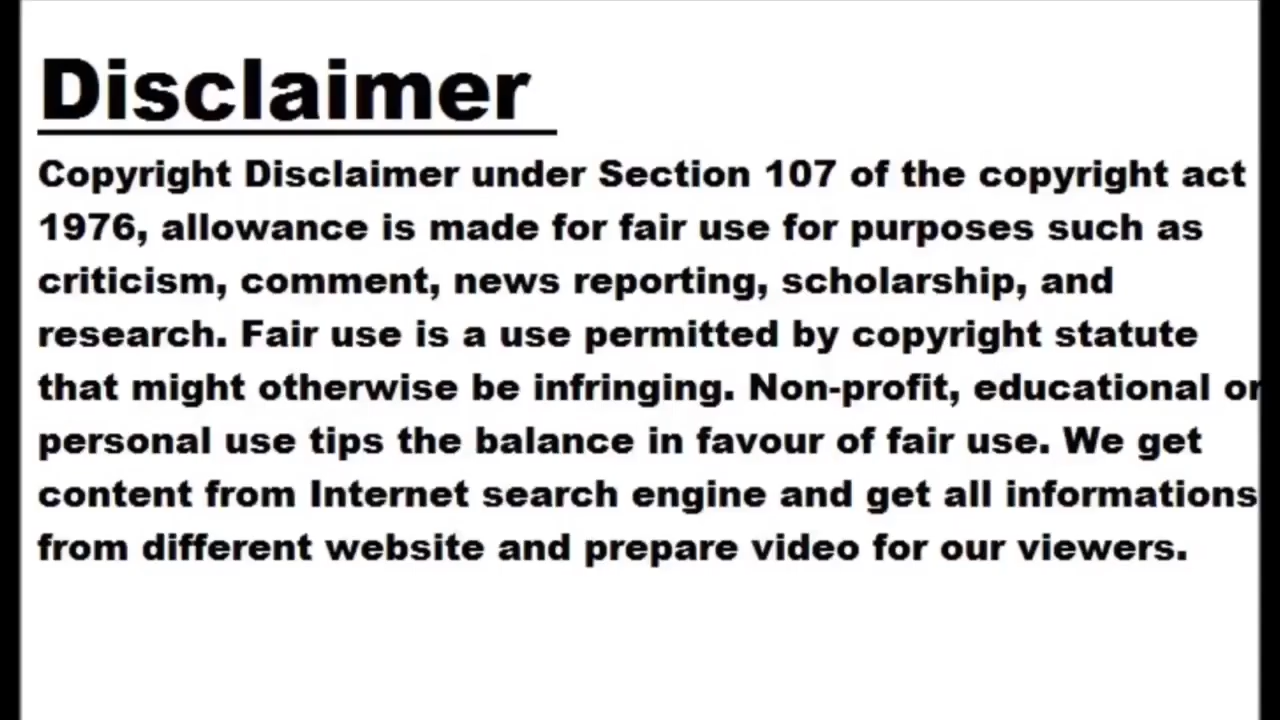 Disclaimer
Copyright Disclaimer under Section 107 of the copyright act
1976, allowance is made for fair use for purposes such as
criticism, comment, news reporting, scholarship, and
research. Fair use is a use permitted by copyright statute
that might otherwise be infringing. Non-profit, educational or
personal use tips the balance in favour of fair use. We get
content from Internet search engine and get all informations
from different website and prepare video for our viewers.